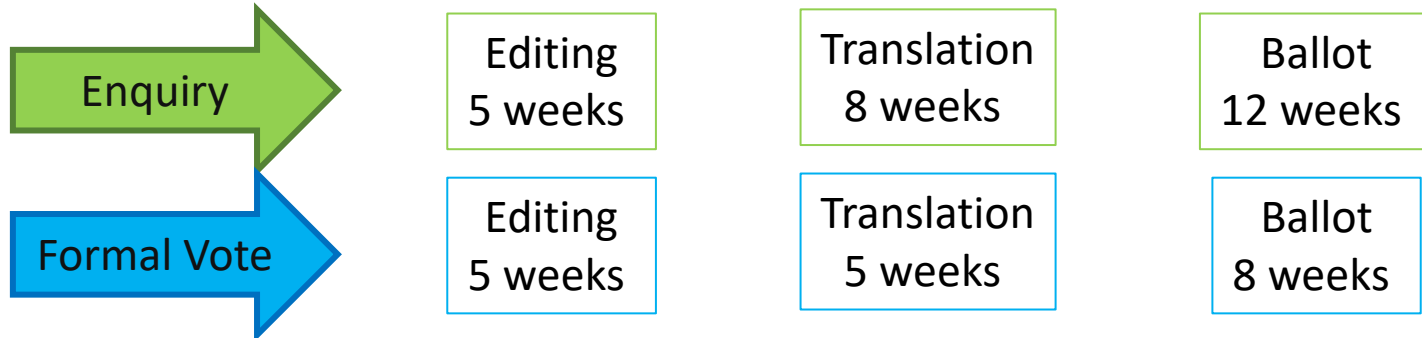 Enquiry
Editing
5 weeks
Translation
8 weeks
Ballot
12 weeks
Formal Vote
Editing
5 weeks
Translation
5 weeks
Ballot
8 weeks